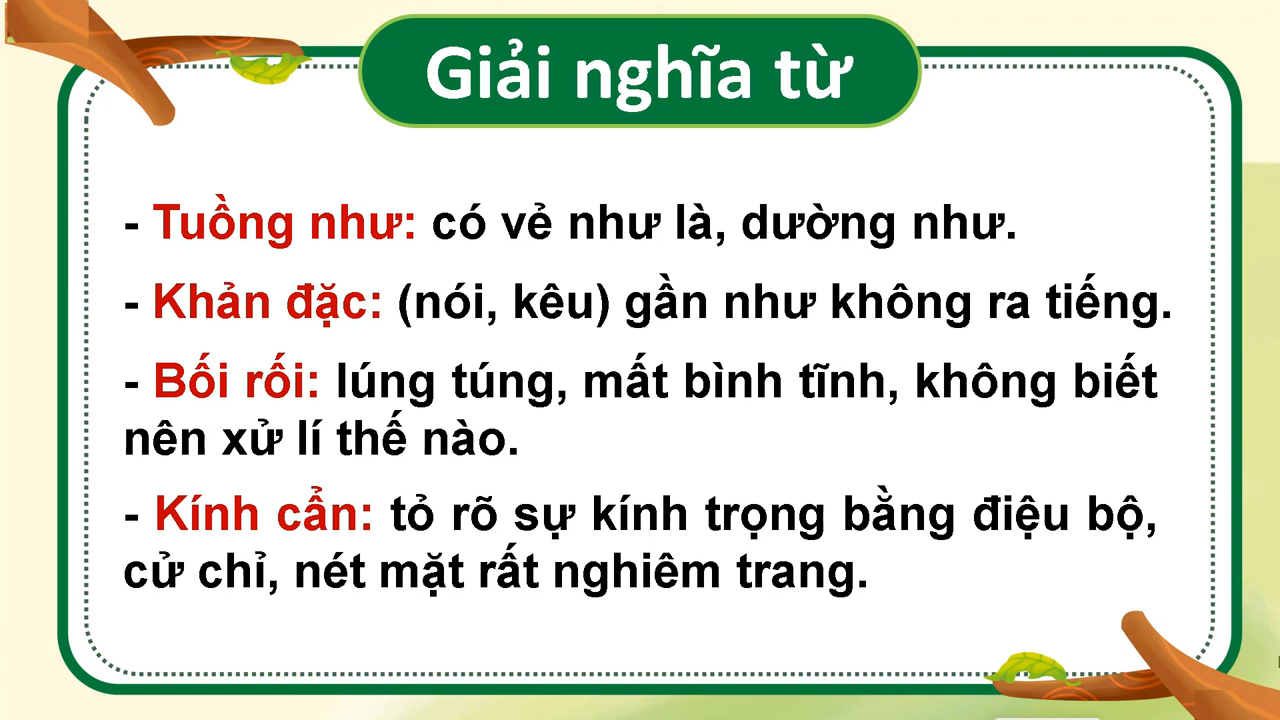 Giải nghĩa từ
- Tuồng như: có vẻ như là, dường như.
- Khản đặc: (nói, kêu) gần như không ra tiếng.
- Bối rối: lúng túng, mất bình tĩnh, không biết
nên xử lí thế nào.
- Kính cẩn: tỏ rõ sự kính trọng bằng điệu bộ,
cử chỉ, nét mặt rất nghiêm trang.